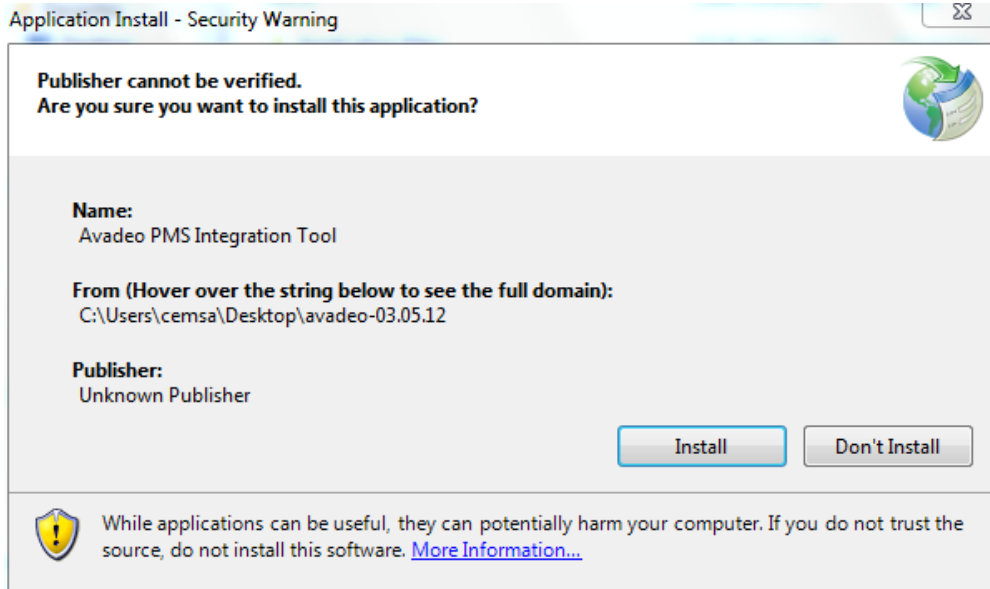 Application Install - Security Warning
Publisher cannot be verified.
Are you sure you want to install this application?
Name:
Avadeo PMS Integration Tool
From (Hover over the string below to see the full domain):
C:\Users\cemsa\Desktop\avadeo-03.05.12
Publisher:
Unknown Publisher
Install
Don't Install
While applications can be useful, they can potentially harm your computer. If you do not trust the
source, do not install this software. More Information...